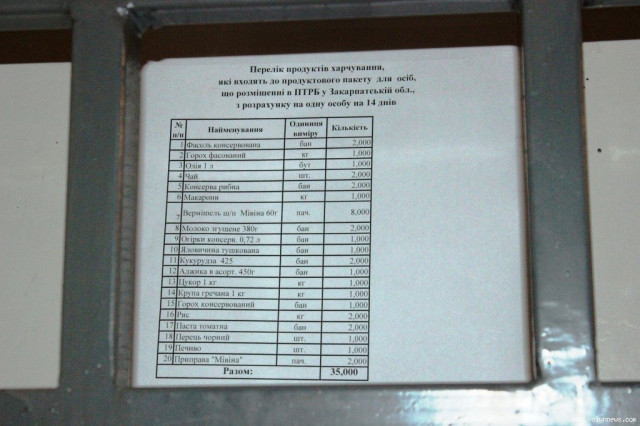 Перелік продуктів харчування,
які входять до продуктового пакету для осіб,
що розміщенні в ПТРБ у Закарпатській обл.,
з розрахунку на одну особу на 14 днів
№ п/п Найменування Одиниця виміру Кількість
1 Фасоль консервована бан 2,000
2 Горох фасований кг 1,000
3 Олія 1 л бут 1,000
4 Чай шт. 2,000
5 Консерва рибна бан 2,000
6 Макарони кг 1,000
7 Вермішель ш/п Мівіна 60г пач. 8,000
8 Молоко згущене 380г бан 2,000
9 Огірки консерв. 0,72 л бан 1,000
10 Яловичина тушкована бан 1,000
11 Кукурудза 425 бан 2,000
12 Аджика в асорт. 450г бан 1,000
13 Цукор 1 кг кг 1,000
14 Крупа гречана 1 кг кг 1,000
15 Горох консервований бан 1,000
16 Рис кг 2,000
17 Паста томатна бан 2,000
18 Перець чорний шт. 1,000
19 Печиво шт. 1,000
20 Приправа "Мівіна" пач. 2,000
Разом: 35,000